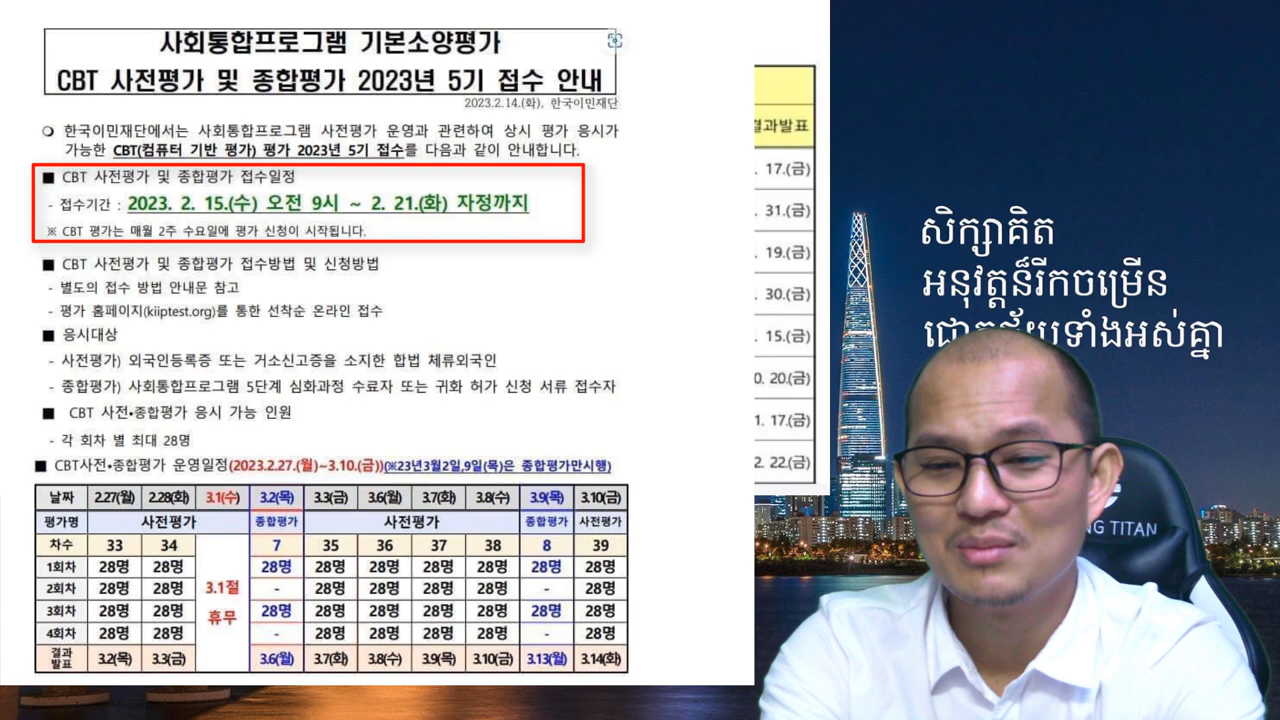 사회통합프로그램 기본소양평가
CBT 사전평가 및 종합평가 2023년 5기 접수 안내
2023.2.14.(화), 한국이민재단
❍ 한국이민재단에서는 사회통합프로그램 사전평가 운영과 관련하여 상시 평가 응시가
가능한 CBT(컴퓨터 기반 평가) 평가 2023년 5기 접수를 다음과 같이 안내합니다.
■ CBT 사전평가 및 종합평가 접수일정
- 접수기간 : 2023. 2. 15.(수) 오전 9시 ~ 2. 21.(화) 자정까지
※ CBT 평가는 매월 2주 수요일에 평가 신청이 시작됩니다.
■ CBT 사전평가 및 종합평가 접수방법 및 신청방법
- 별도의 접수 방법 안내문 참고
- 평가 홈페이지(kiiptest.org)를 통한 선착순 온라인 접수
■ 응시대상
- 사전평가) 외국인등록증 또는 거소신고증을 소지한 합법 체류외국인
- 종합평가) 사회통합프로그램 5단계 심화과정 수료자 또는 귀화 허가 신청 서류 접수자
■ CBT 사전•종합평가 응시 가능 인원
- 각 회차 별 최대 28명
■ CBT사전•종합평가 운영일정(2023.2.27.(월)~3.10.(금))(※23년3월2일,9일(목)은 종합평가만시행)
날짜 2.27(월) 2.28(화) 3.1(수) 3.2(목) 3.3(금) 3.6(월) 3.7(화) 3.8(수) 3.9(목) 3.10(금)
평가명 사전평가 종합평가 사전평가 종합평가 사전평가
차수 33 34 3.1절 휴무 7 35 36 37 38 8 39
1회차 28명 28명 28명 28명 28명 28명 28명 28명 28명
2회차 28명 28명 - 28명 28명 28명 28명 - 28명
3회차 28명 28명 28명 28명 28명 28명 28명 28명 28명
4회차 28명 28명 - 28명 28명 28명 28명 - 28명
결과발표 3.2(목) 3.3(금) 3.6(월) 3.7(화) 3.8(수) 3.9(목) 3.10(금) 3.13(월) 3.14(화)
결과발표
. 17.(금)
. 31.(금)
. 19.(금)
. 30.(금)
. 15.(금)
0. 20.(금)
1. 17.(금)
2. 22.(금)
សិក្សាគិត
អនុវត្តន៏រីកចម្រើន
ជោគជ័យទាំងអស់គ្នា
NG TITAN